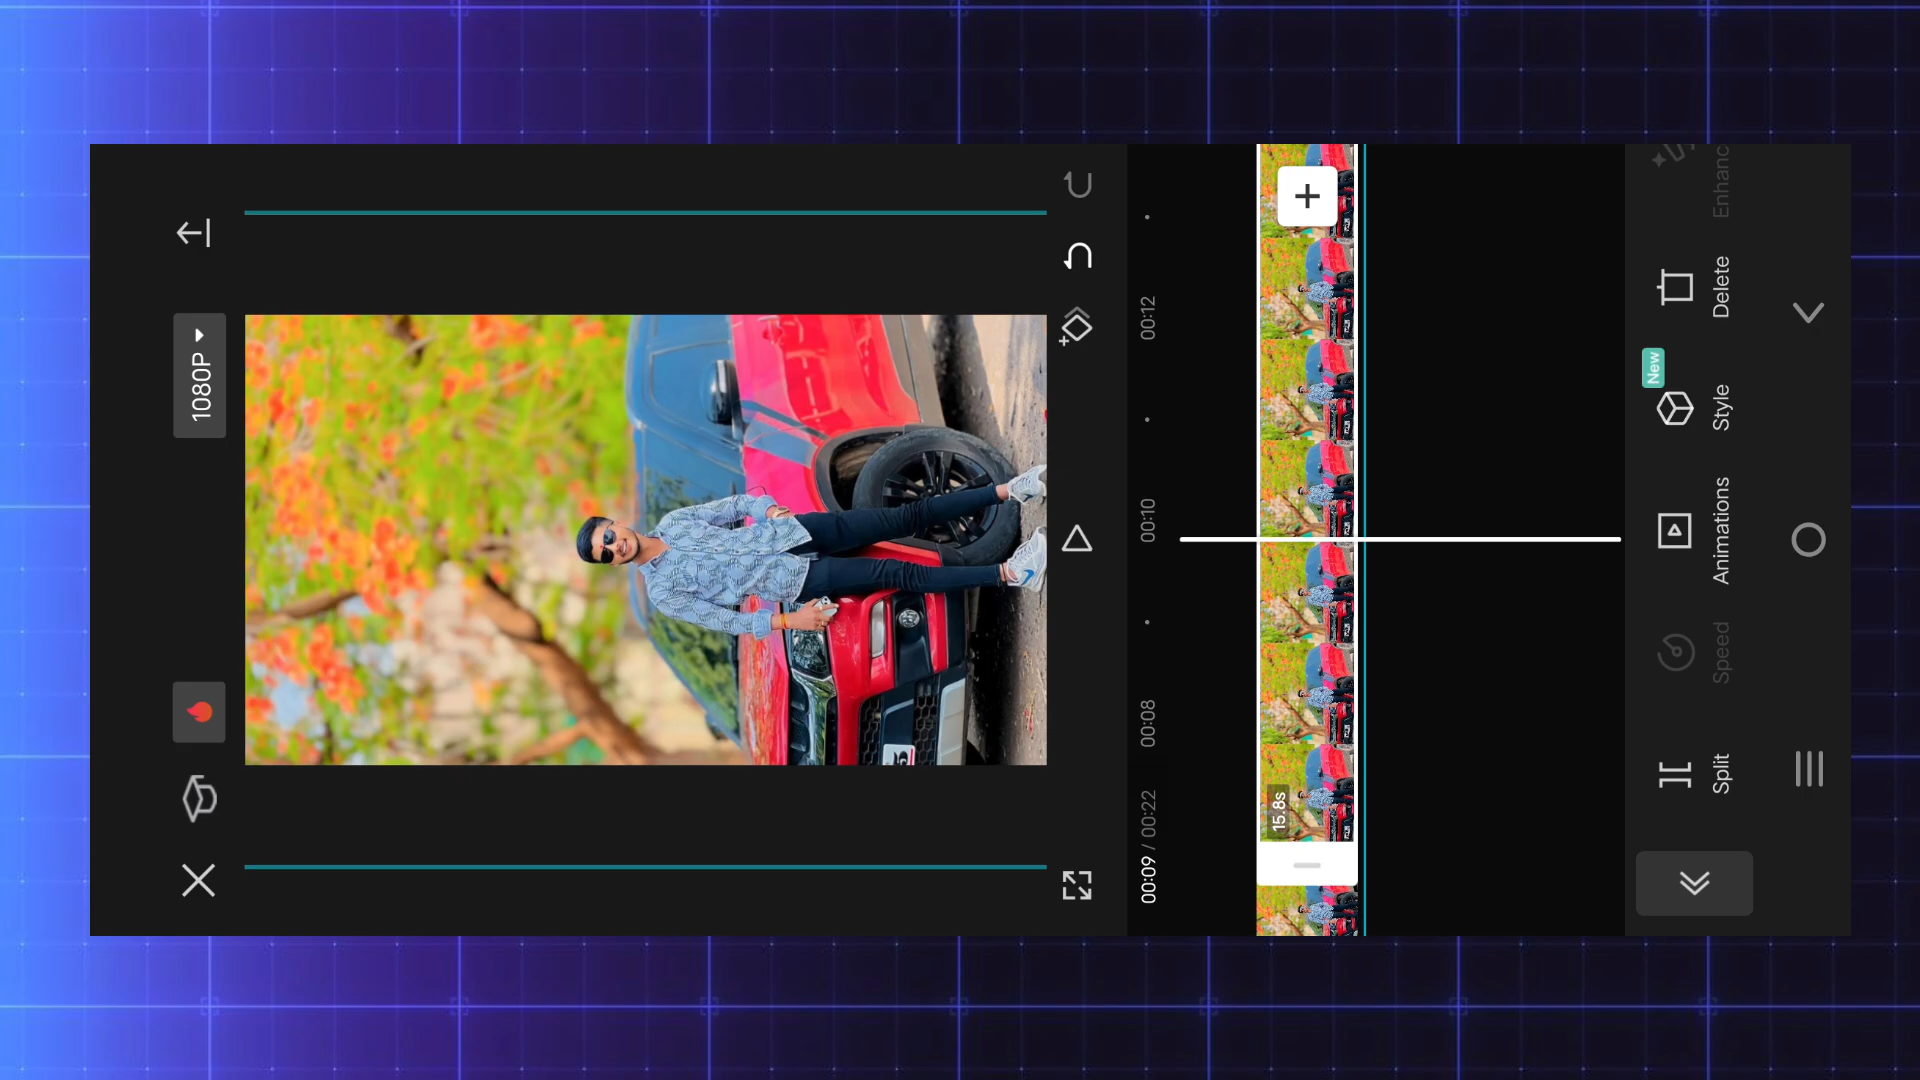 1080P
00:09 / 00:22
00:08
00:10
00:12
15.8s
Split
Speed
Animations
New
Style
Delete
Enhanc